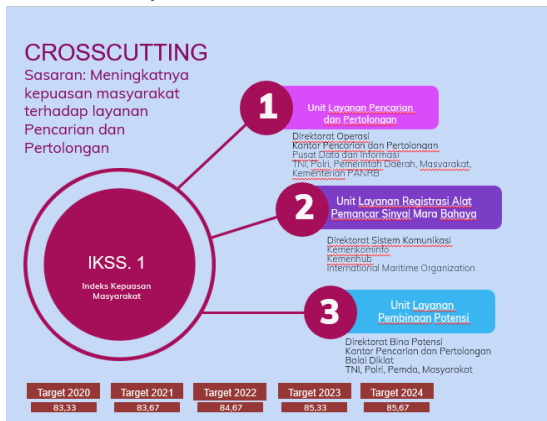 CROSSCUTTING
Sasaran: Meningkatnya
kepuasan masyarakat
terhadap layanan
Pencarian dan
Pertolongan
1
Unit Layanan Pencarian
dan Pertolongan
Direktorat Operasi
Kantor Pencarian dan Pertolongan
Pusat Data dan Informasi
TNI, Polri, Pemerintah Daerah, Masyarakat,
Kementerian PANRB
2
Unit Layanan Registrasi Alat
Pemancar Sinyal Mara Bahaya
Direktorat Sistem Komunikasi
Kemenkominfo
Kemenhub
International Maritime Organization
IKSS. 1
Indeks Kepuasan
Masyarakat
3
Unit Layanan
Pembinaan Potensi
Direktorat Bina Potensi
Kantor Pencarian dan Pertolongan
Balai Diklat
TNI, Polri, Pemda, Masyarakat
Target 2020 Target 2021 Target 2022 Target 2023 Target 2024
83,33 83,67 84,67 85,33 85,67